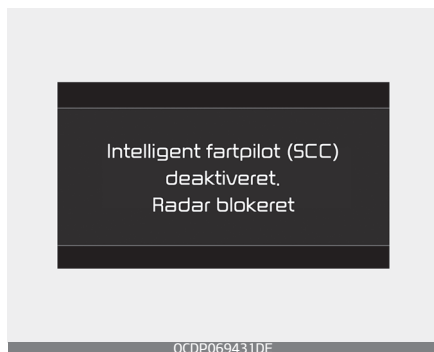 Intelligent fartpilot (SCC)
deaktiveret.
Radar blokeret
OCDP069431DE